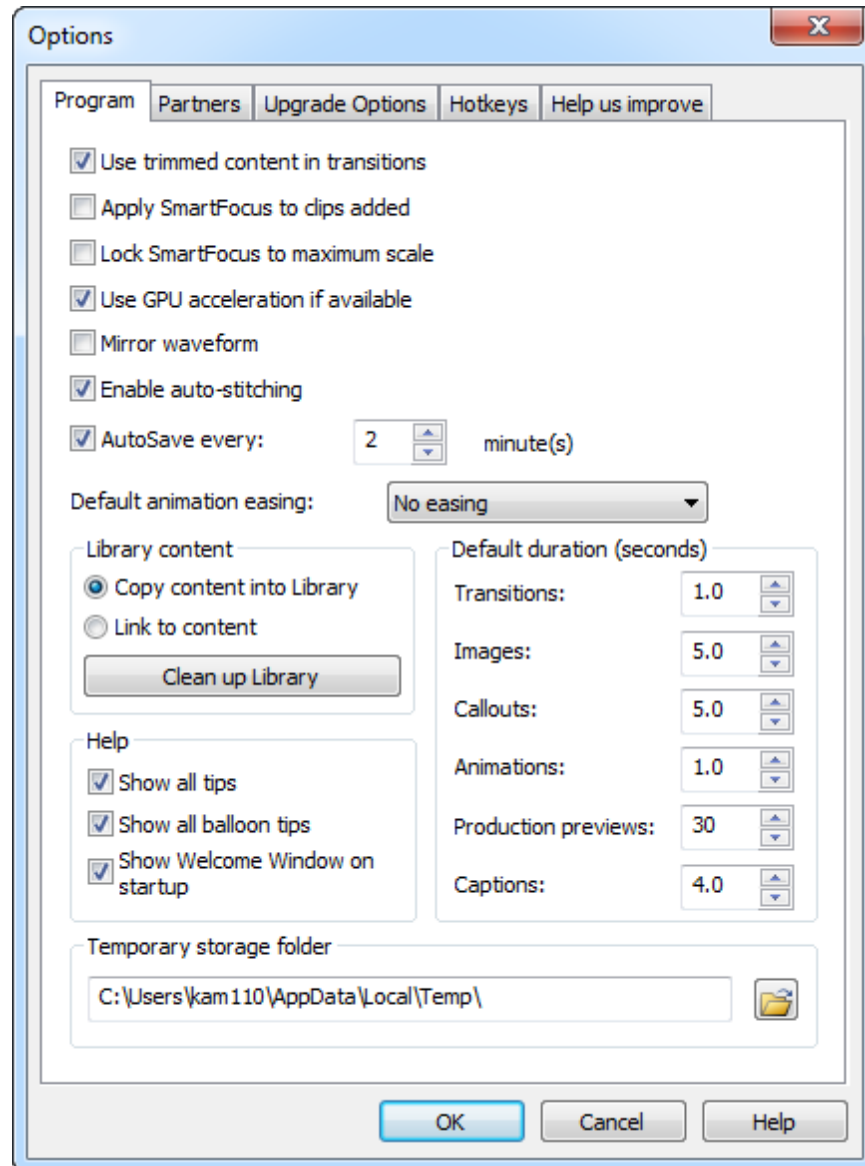 Options
Program Partners Upgrade Options Hotkeys Help us improve
Use trimmed content in transitions
Apply SmartFocus to clips added
Lock SmartFocus to maximum scale
Use GPU acceleration if available
Mirror waveform
Enable auto-stitching
AutoSave every: 2 minute(s)
Default animation easing: No easing
Library content
Copy content into Library
Link to content
Clean up Library
Help
Show all tips
Show all balloon tips
Show Welcome Window on
startup
Default duration (seconds)
Transitions: 1.0
Images: 5.0
Callouts: 5.0
Animations: 1.0
Production previews: 30
Captions: 4.0
Temporary storage folder
C:\Users\kam110\AppData\Local\Temp\
OK Cancel Help